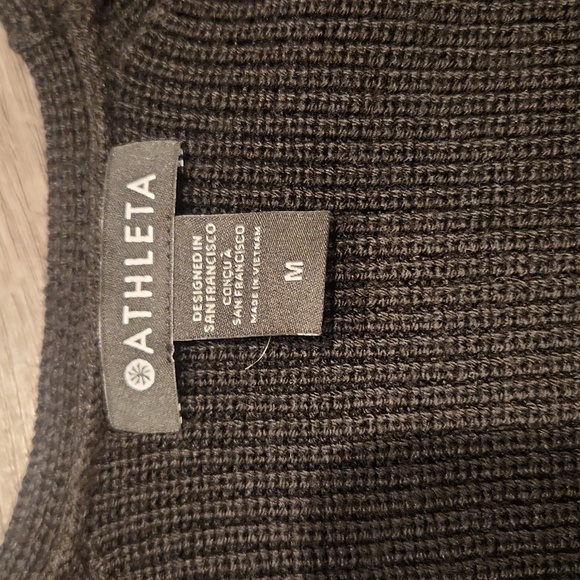 ATHLETA
DESIGNED IN
SAN FRANCISCO
CONÇU À
SAN FRANCISCO
MADE IN VIETNAM
M